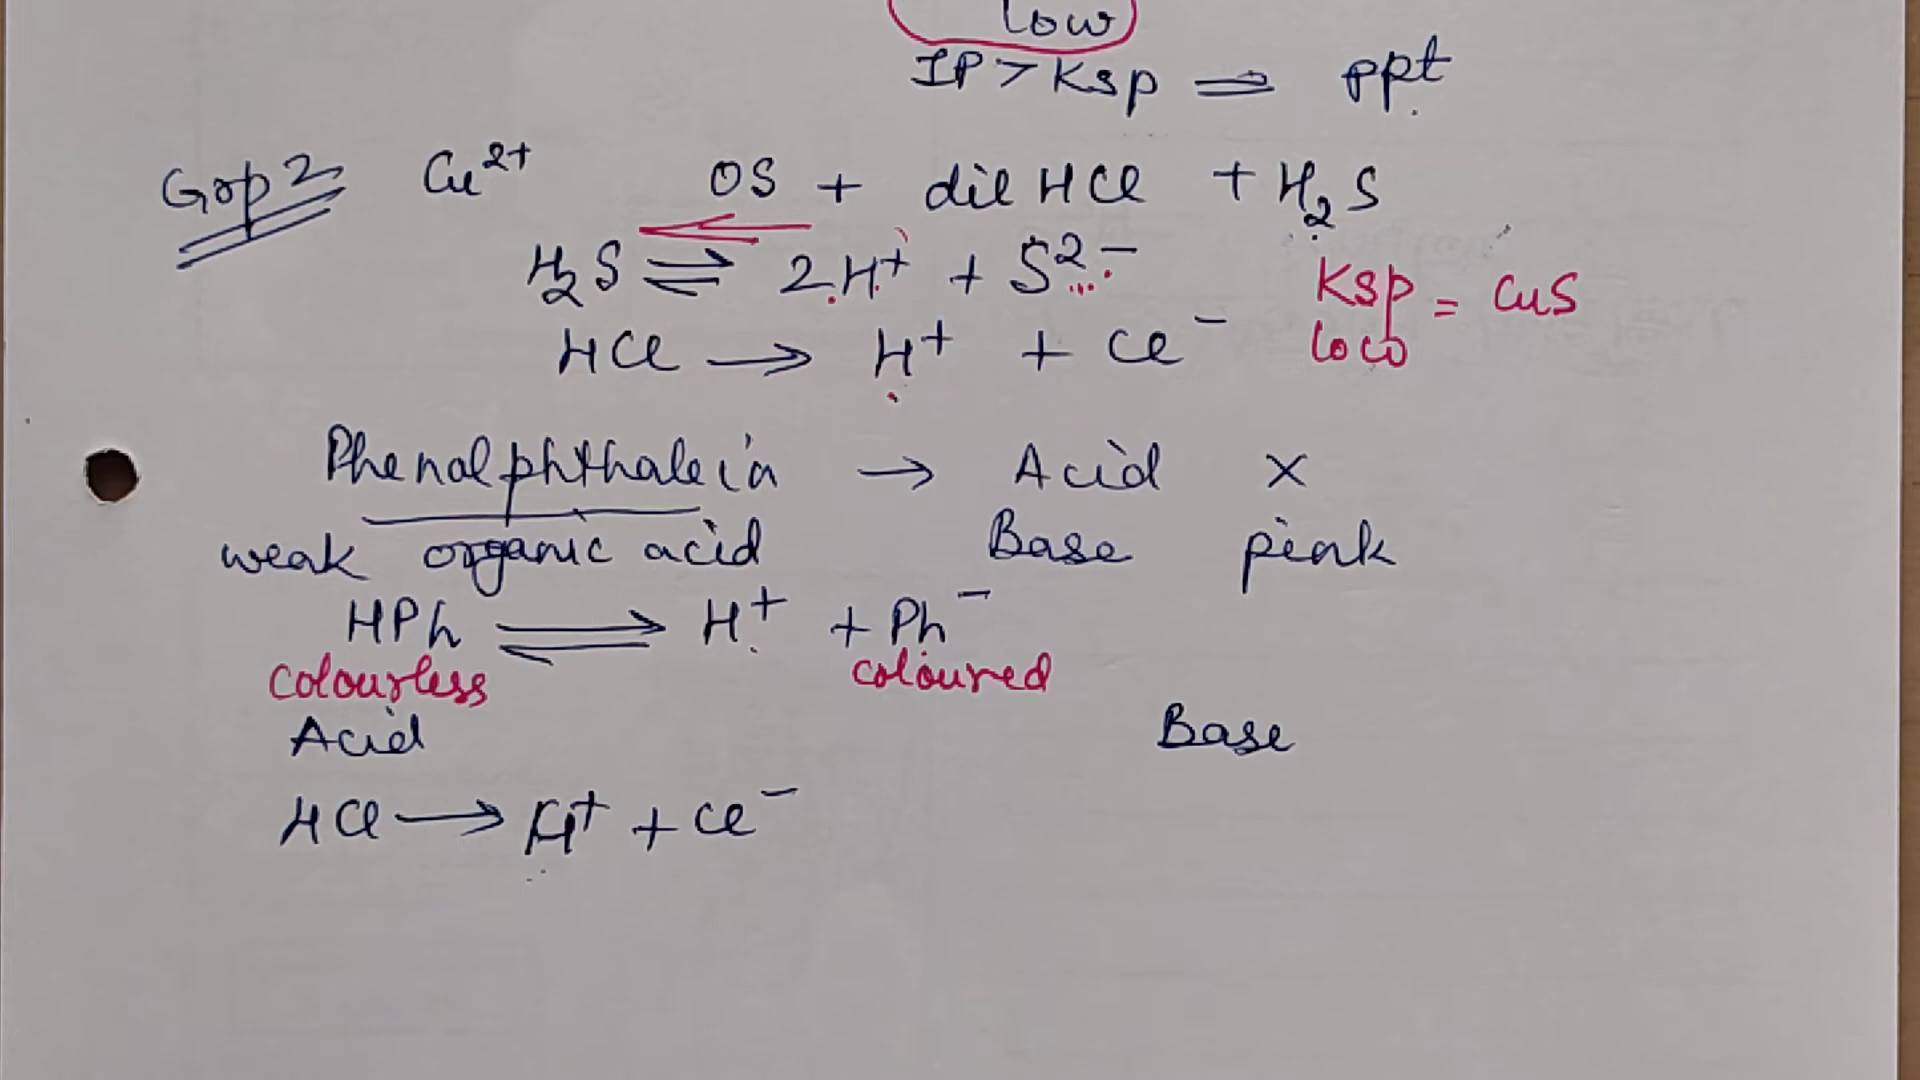 low
IP > Ksp ⇒ ppt
Grp 2 Cu²⁺ OS + dil HCl + H₂S
H₂S ⇌ 2H⁺ + S²⁻ Ksp = CuS
HCl → H⁺ + Cl⁻ low
Phenolphthalein → Acid ×
weak organic acid Base pink
HPh ⇌ H⁺ + Ph⁻
colourless coloured
Acid Base
HCl → H⁺ + Cl⁻